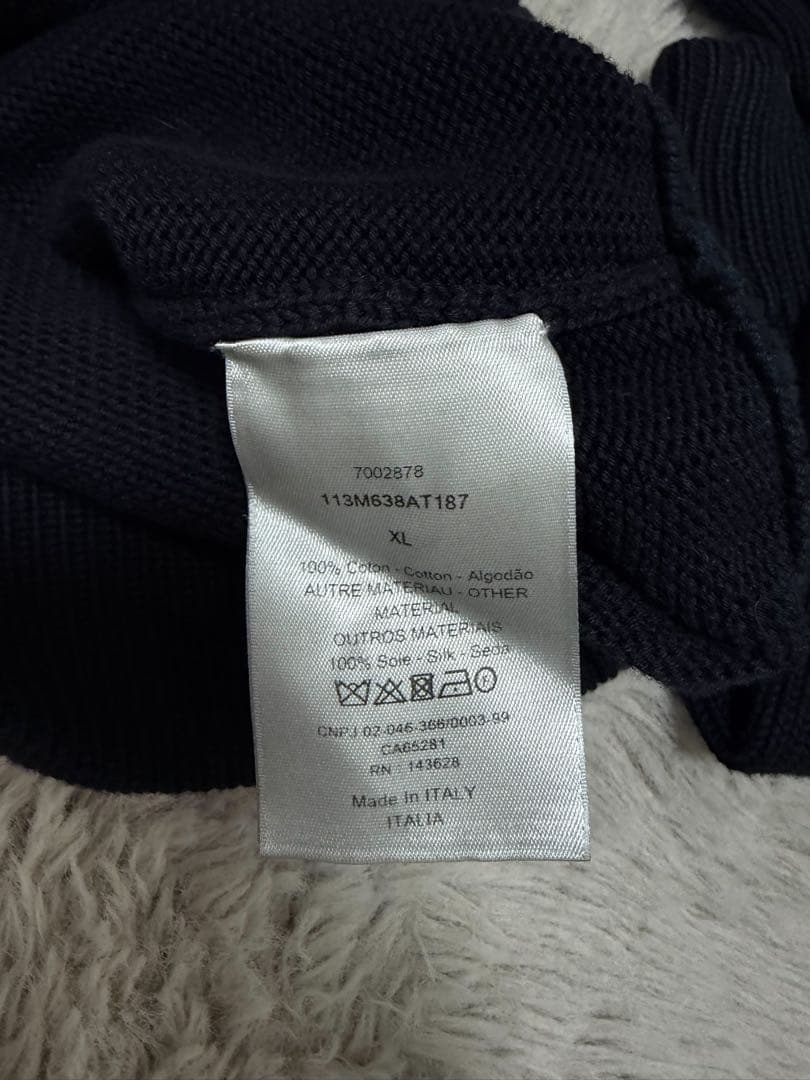 7002878
113M638AT187
XL
100% Coton - Cotton - Algodão
AUTRE MATERIAU - OTHER
MATERIAL
OUTROS MATERIAIS
100% Soie - Silk - Seda
CNPJ 02-046-366/0003-99
CA65281
RN - 143628
Made in ITALY
ITALIA